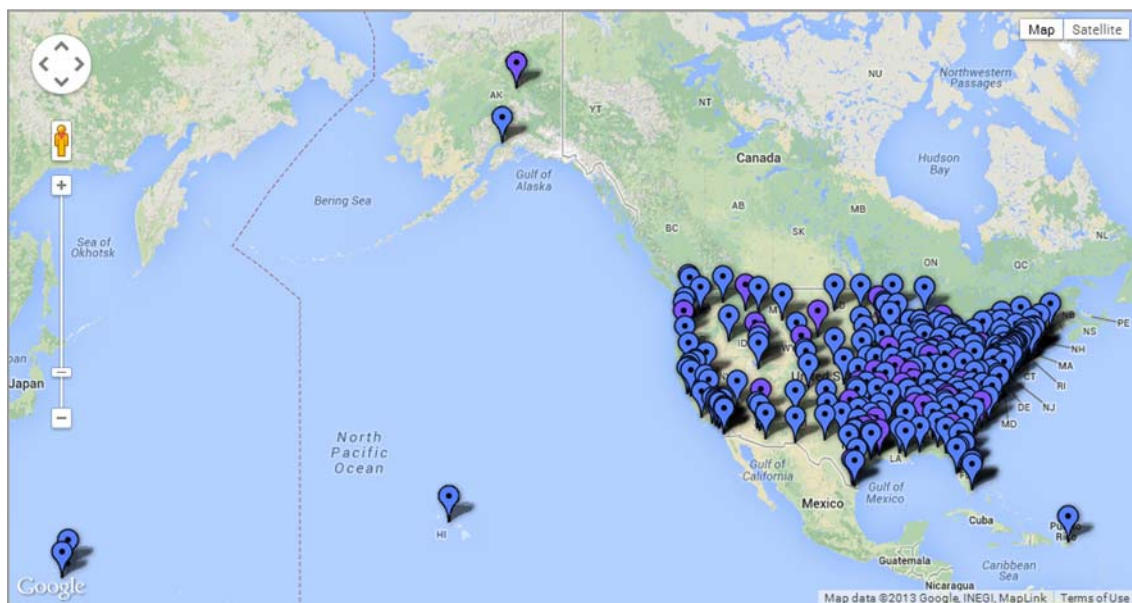 Map Satellite
NU
Northwestern
Passages
AK
YT
NT
Canada
Hudson
Bay
Gulf of
Alaska
Bering Sea
AB
MB
SK
BC
ON
QC
NL
Sea of
Okhotsk
NB
PE
NS
NH
MA
RI
CT
NJ
DE
MD
ID
Japan
North
Pacific
Ocean
LA
Gulf of
California
Gulf of
Mexico
Mexico
Cuba
HI
Guatemala
Nicaragua
Caribbean
Sea
Google
Map data ©2013 Google, INEGI, MapLink Terms of Use